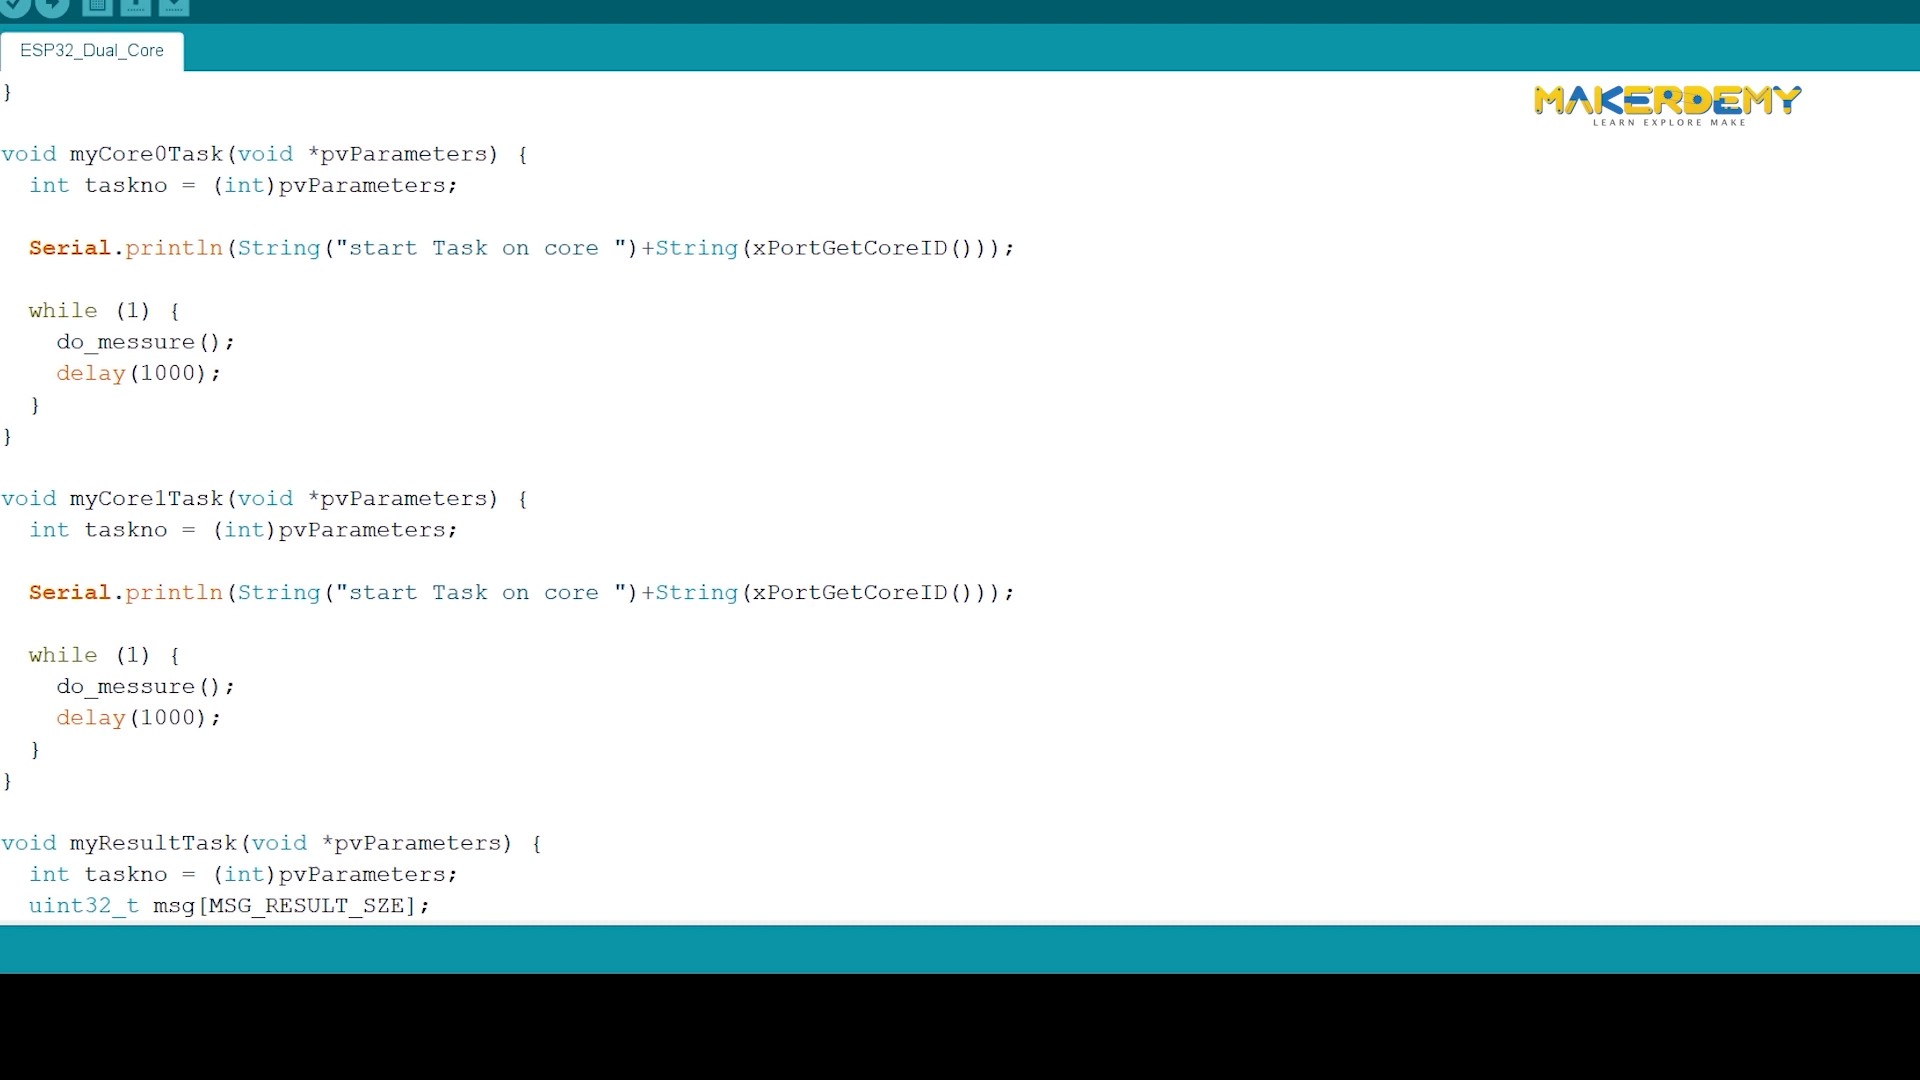 ESP32_Dual_Core
}
MAKERDEMY
LEARN EXPLORE MAKE
void myCore0Task(void *pvParameters) {
  int taskno = (int)pvParameters;
  Serial.println(String("start Task on core ")+String(xPortGetCoreID()));
  while (1) {
    do_messure();
    delay(1000);
  }
}
void myCore1Task(void *pvParameters) {
  int taskno = (int)pvParameters;
  Serial.println(String("start Task on core ")+String(xPortGetCoreID()));
  while (1) {
    do_messure();
    delay(1000);
  }
}
void myResultTask(void *pvParameters) {
  int taskno = (int)pvParameters;
  uint32_t msg[MSG_RESULT_SZE];